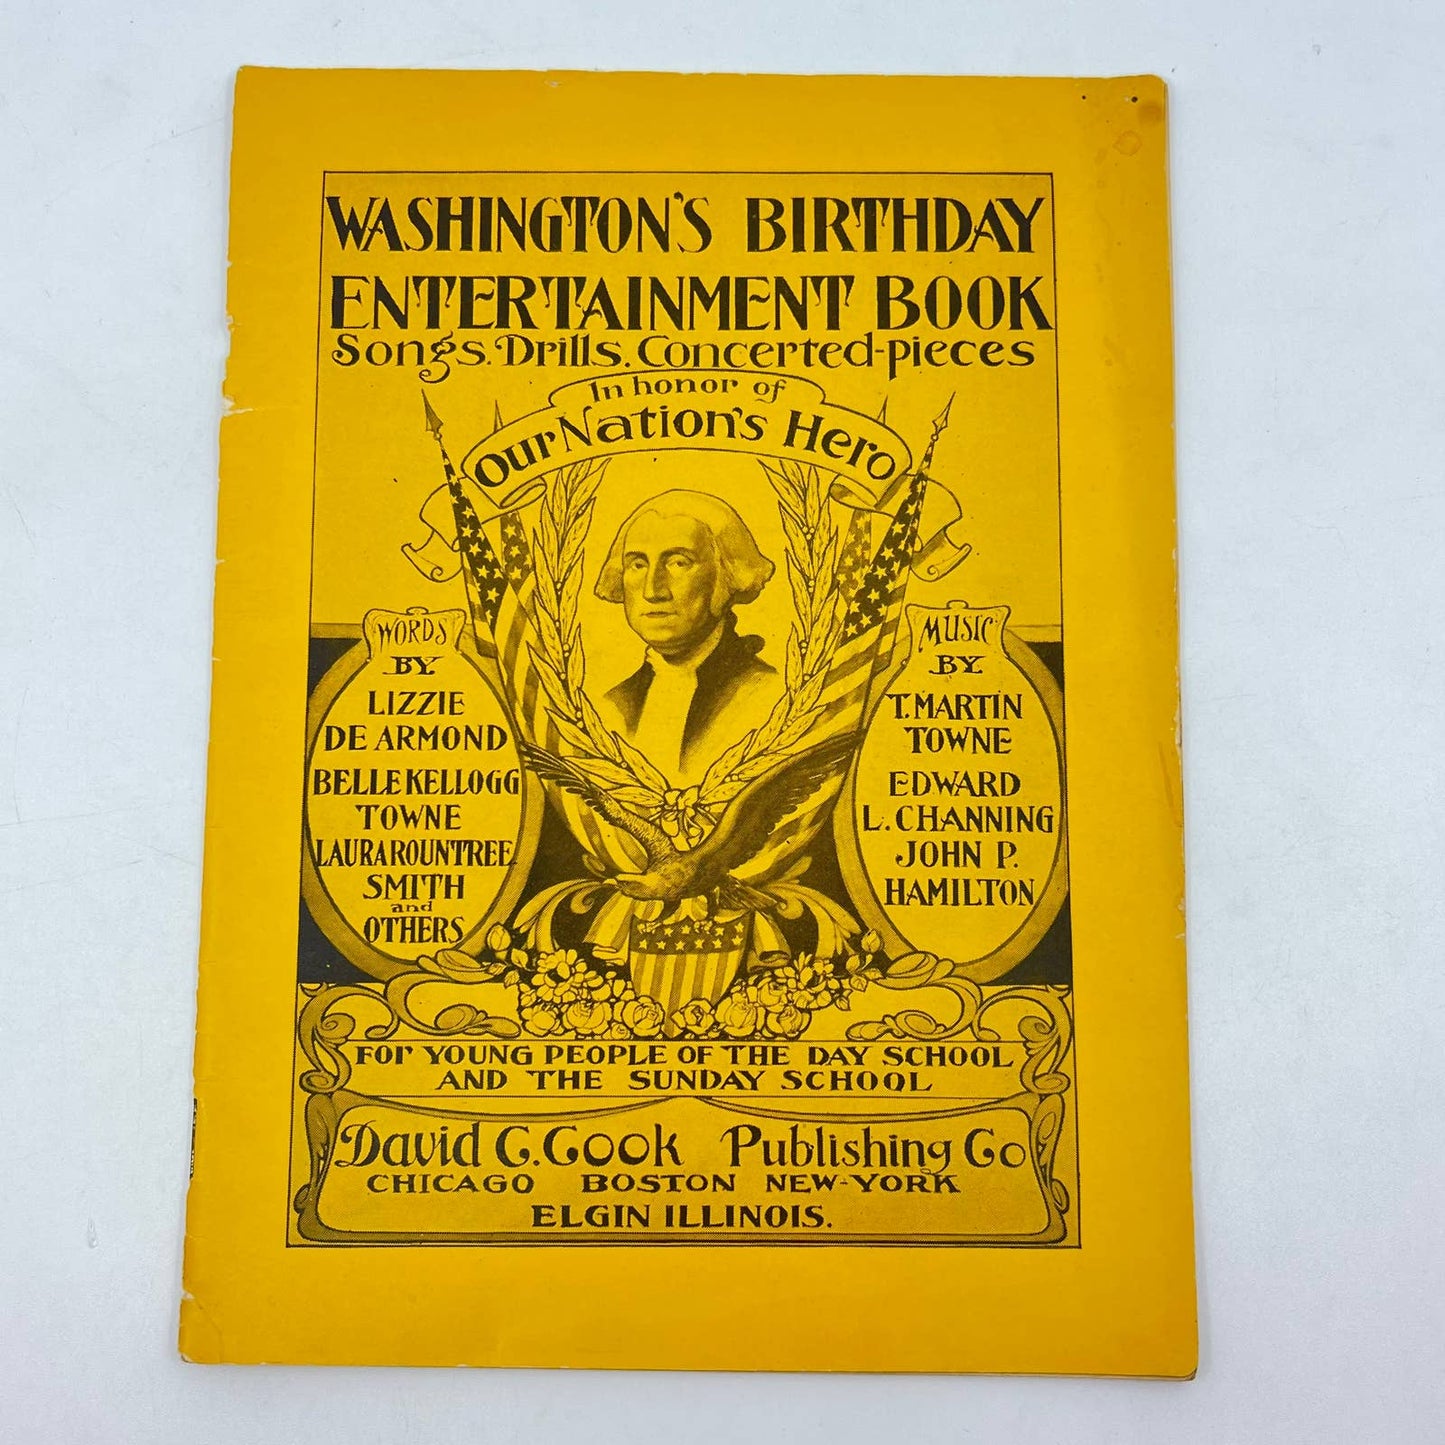 WASHINGTON'S BIRTHDAY
ENTERTAINMENT BOOK
Songs. Drills. Concerted-pieces
In honor of
Our Nation's Hero
WORDS
BY
LIZZIE
DE ARMOND
BELLE KELLOGG
TOWNE
LAURA ROUNTREE
SMITH
and
OTHERS
MUSIC
BY
T. MARTIN
TOWNE
EDWARD
L. CHANNING
JOHN P.
HAMILTON
For YOUNG PEOPLE OF THE DAY SCHOOL
AND THE SUNDAY SCHOOL
David C. Cook Publishing Co
CHICAGO BOSTON NEW-YORK
ELGIN ILLINOIS.